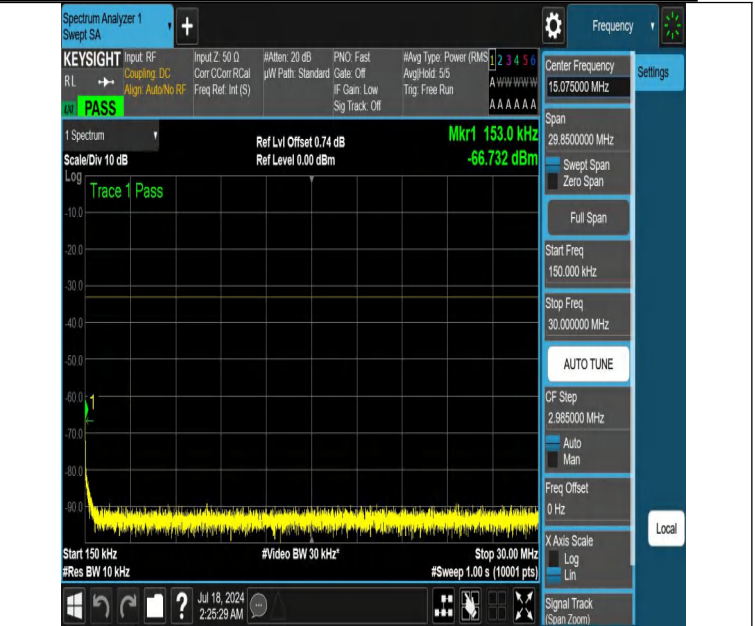 Spectrum Analyzer 1
Swept SA
+
Frequency
KEYSIGHT
RL
PASS
Input: RF
Coupling: DC
Align: Auto/No RF
Input Z: 50 Ω
Corr CCorr RCal
Freq Ref: Int (S)
#Atten: 20 dB
µW Path: Standard
PNO: Fast
Gate: Off
IF Gain: Low
Sig Track: Off
#Avg Type: Power (RMS
Avg|Hold: 5/5
Trig: Free Run
1 2 3 4 5 6
A W W W W W
A A A A A A
Center Frequency
15.075000 MHz
Settings
1 Spectrum
Scale/Div 10 dB
Ref Lvl Offset 0.74 dB
Ref Level 0.00 dBm
Mkr1 153.0 kHz
-66.732 dBm
Span
29.8500000 MHz
Swept Span
Zero Span
Full Span
Start Freq
150.000 kHz
Stop Freq
30.000000 MHz
AUTO TUNE
CF Step
2.985000 MHz
Auto
Man
Freq Offset
0 Hz
X Axis Scale
Log
Lin
Signal Track
(Span Zoom)
Local
Log
Trace 1 Pass
-10.0
-20.0
-30.0
-40.0
-50.0
-60.0
1
-70.0
-80.0
-90.0
Start 150 kHz
#Video BW 30 kHz*
Stop 30.00 MHz
#Res BW 10 kHz
#Sweep 1.00 s (10001 pts)
?
Jul 18, 2024
2:25:29 AM